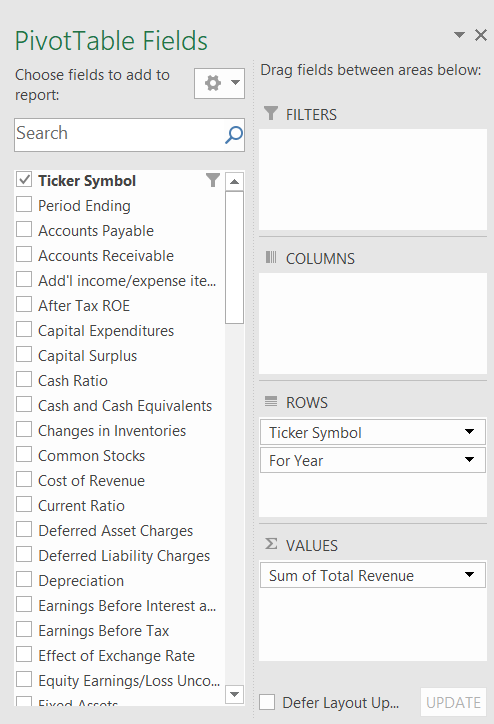 PivotTable Fields
Choose fields to add to
report:
Search
Ticker Symbol
Period Ending
Accounts Payable
Accounts Receivable
Add'l income/expense ite...
After Tax ROE
Capital Expenditures
Capital Surplus
Cash Ratio
Cash and Cash Equivalents
Changes in Inventories
Common Stocks
Cost of Revenue
Current Ratio
Deferred Asset Charges
Deferred Liability Charges
Depreciation
Earnings Before Interest a...
Earnings Before Tax
Effect of Exchange Rate
Equity Earnings/Loss Unco...
Fixed Assets
Drag fields between areas below:
FILTERS
COLUMNS
ROWS
Ticker Symbol
For Year
Σ VALUES
Sum of Total Revenue
Defer Layout Up...
UPDATE